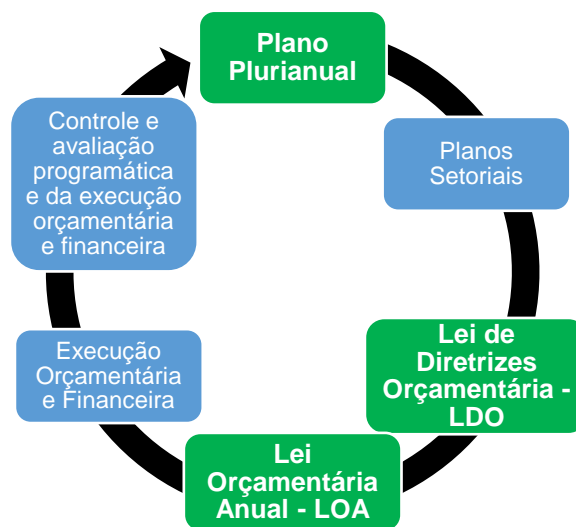 Plano
Plurianual
Planos
Setoriais
Lei de
Diretrizes
Orçamentária -
LDO
Lei
Orçamentária
Anual - LOA
Execução
Orçamentária
e Financeira
Controle e
avaliação
programática
e da execução
orçamentária
e financeira